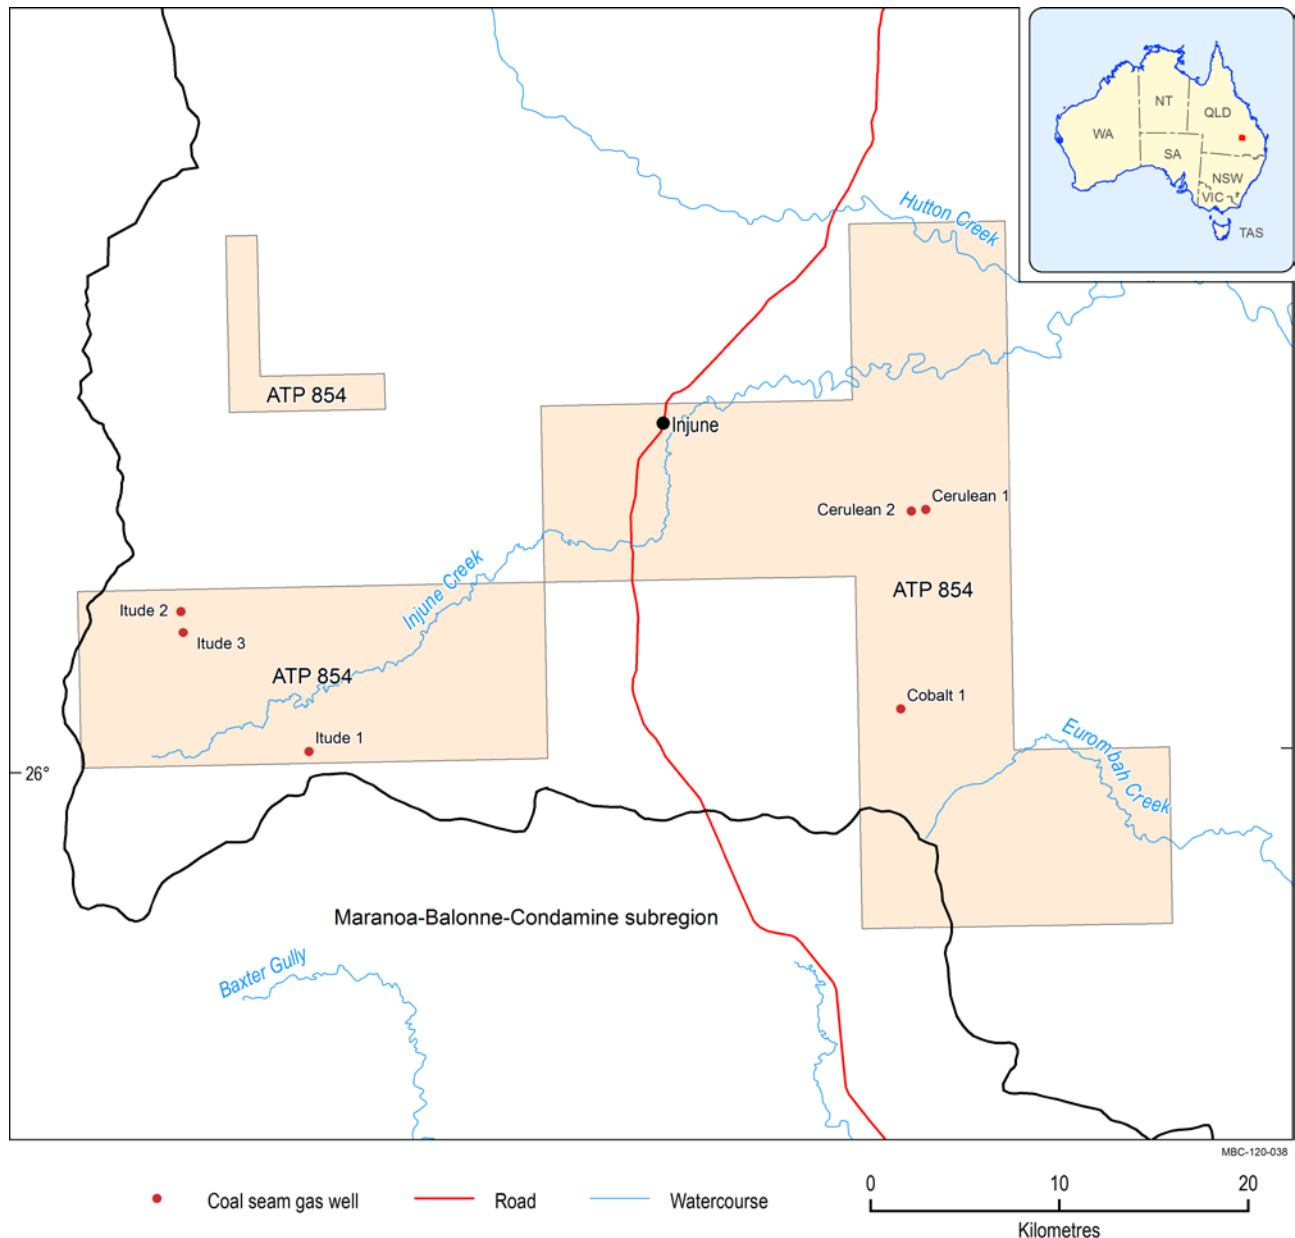 NT
QLD
WA
SA
NSW
VIC
TAS
Hutton Creek
ATP 854
Injune
Cerulean 1
Cerulean 2
Injune Creek
ATP 854
Itude 2
Itude 3
ATP 854
Cobalt 1
Itude 1
Eurombah Creek
26°
Maranoa-Balonne-Condamine subregion
Baxter Gully
MBC-120-038
Coal seam gas well
Road
Watercourse
0 10 20
Kilometres